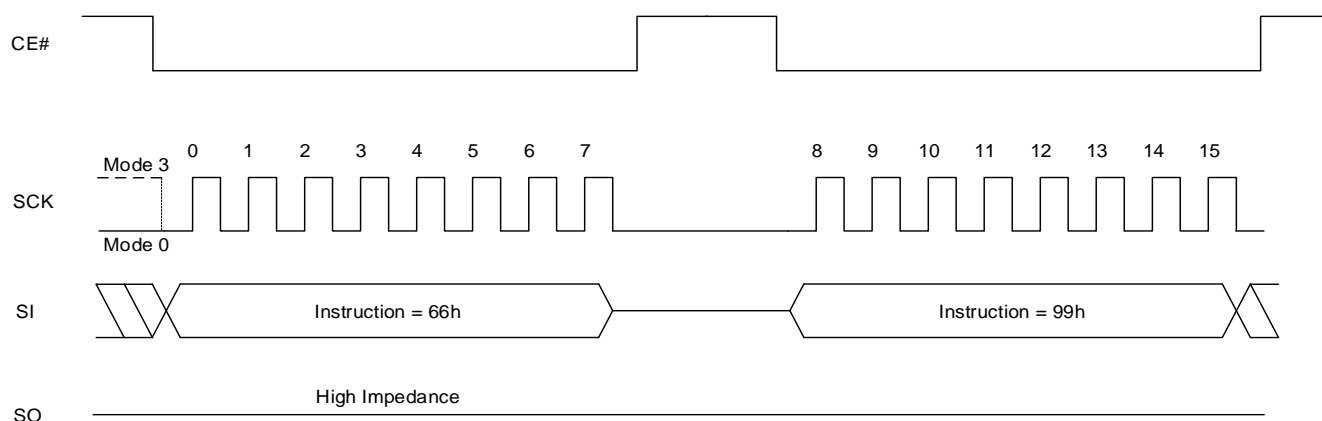 CE#
0 1 2 3 4 5 6 7 8 9 10 11 12 13 14 15
Mode 3
SCK
Mode 0
SI
Instruction = 66h
Instruction = 99h
High Impedance
SO